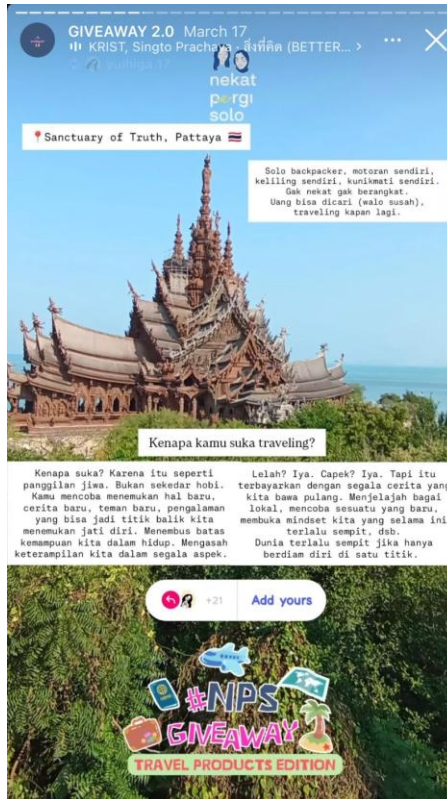 GIVEAWAY 2.0 March 17
KRIST, Singto Prachaya · สิ่งที่คิด (BETTER... >
yushiga 17
nekat
pergi
solo
Sanctuary of Truth, Pattaya
Solo backpacker, motoran sendiri,
keliling sendiri, kunikmati sendiri.
Gak nekat gak berangkat.
Uang bisa dicari (walo susah),
traveling kapan lagi.
Kenapa kamu suka traveling?
Kenapa suka? Karena itu seperti
panggilan jiwa. Bukan sekedar hobi.
Kamu mencoba menemukan hal baru,
cerita baru, teman baru, pengalaman
yang bisa jadi titik balik kita
menemukan jati diri. Menembus batas
kemampuan kita dalam hidup. Mengasah
keterampilan kita dalam segala aspek.
Lelah? Iya. Capek? Iya. Tapi itu
terbayarkan dengan segala cerita yang
kita bawa pulang. Menjelajah bagai
lokal, mencoba sesuatu yang baru,
membuka mindset kita yang selama ini
terlalu sempit, dsb.
Dunia terlalu sempit jika hanya
berdiam diri di satu titik.
+21 Add yours
#NPS
GIVEAWAY
TRAVEL PRODUCTS EDITION